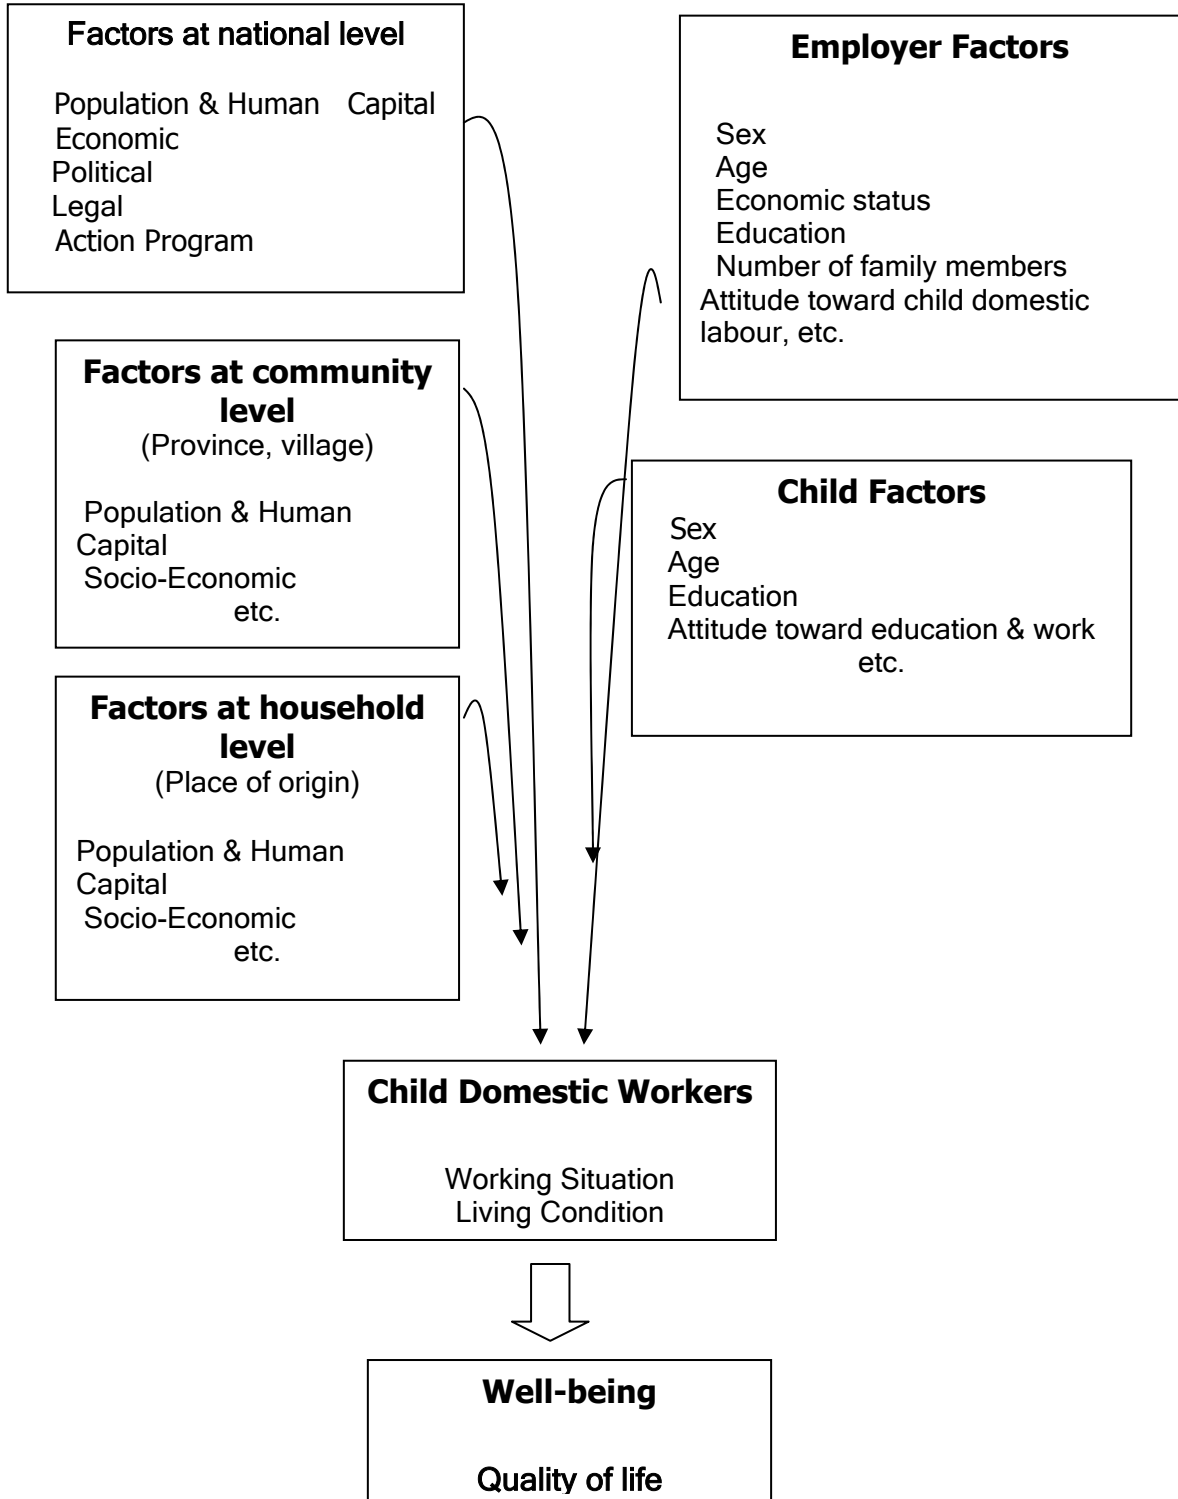 Factors at national level
Population & Human Capital
Economic
Political
Legal
Action Program
Employer Factors
Sex
Age
Economic status
Education
Number of family members
Attitude toward child domestic
labour, etc.
Factors at community
level
(Province, village)
Population & Human
Capital
Socio-Economic
etc.
Child Factors
Sex
Age
Education
Attitude toward education & work
etc.
Factors at household
level
(Place of origin)
Population & Human
Capital
Socio-Economic
etc.
Child Domestic Workers
Working Situation
Living Condition
Well-being
Quality of life